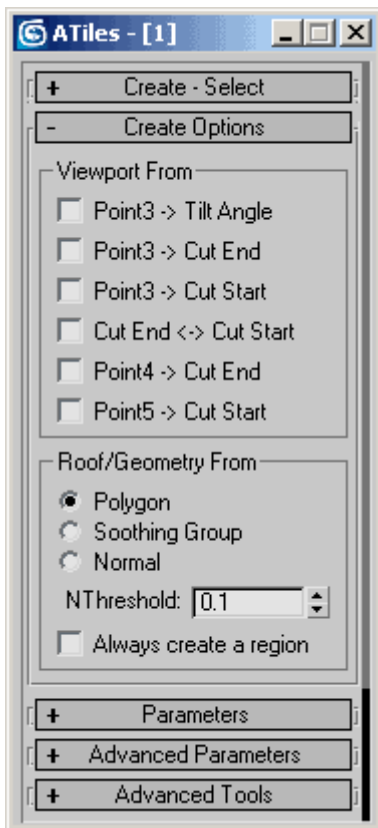 ATiles - [1]
+ Create - Select
- Create Options
Viewport From
Point3 -> Tilt Angle
Point3 -> Cut End
Point3 -> Cut Start
Cut End <-> Cut Start
Point4 -> Cut End
Point5 -> Cut Start
Roof/Geometry From
Polygon
Soothing Group
Normal
NThreshold: 0.1
Always create a region
+ Parameters
+ Advanced Parameters
+ Advanced Tools